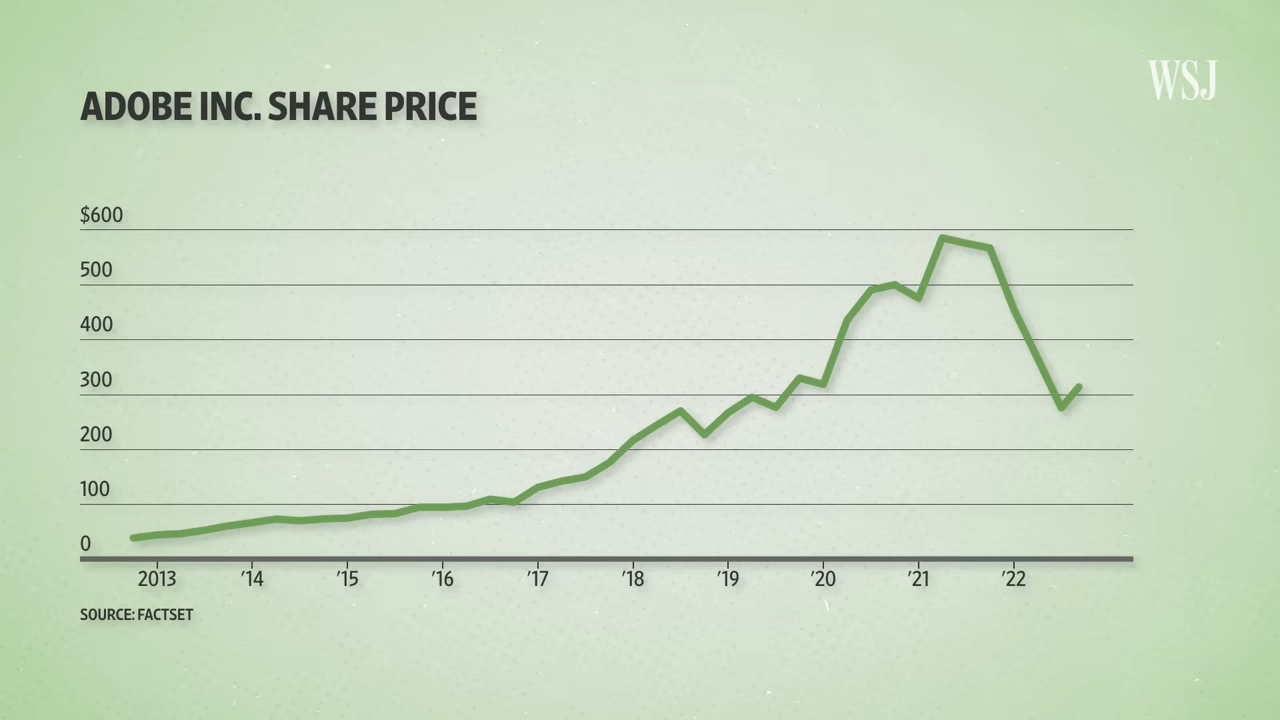 WSJ
ADOBE INC. SHARE PRICE
$600
500
400
300
200
100
0
2013 ’14 ’15 ’16 ’17 ’18 ’19 ’20 ’21 ’22
SOURCE: FACTSET